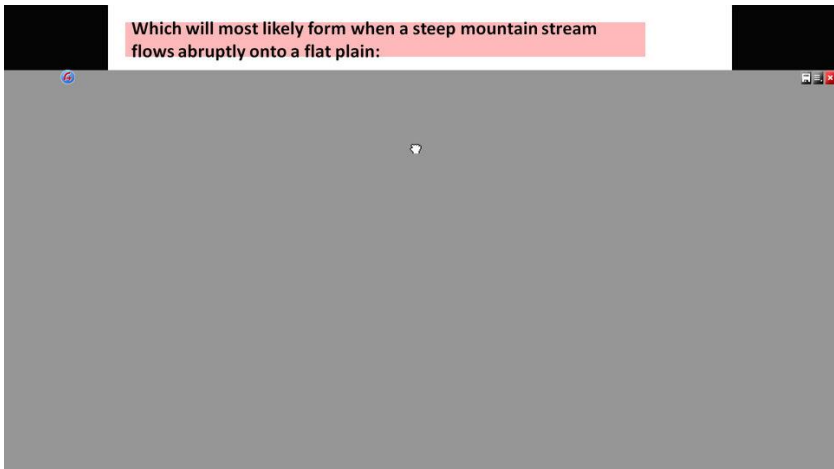 Which will most likely form when a steep mountain stream
flows abruptly onto a flat plain: